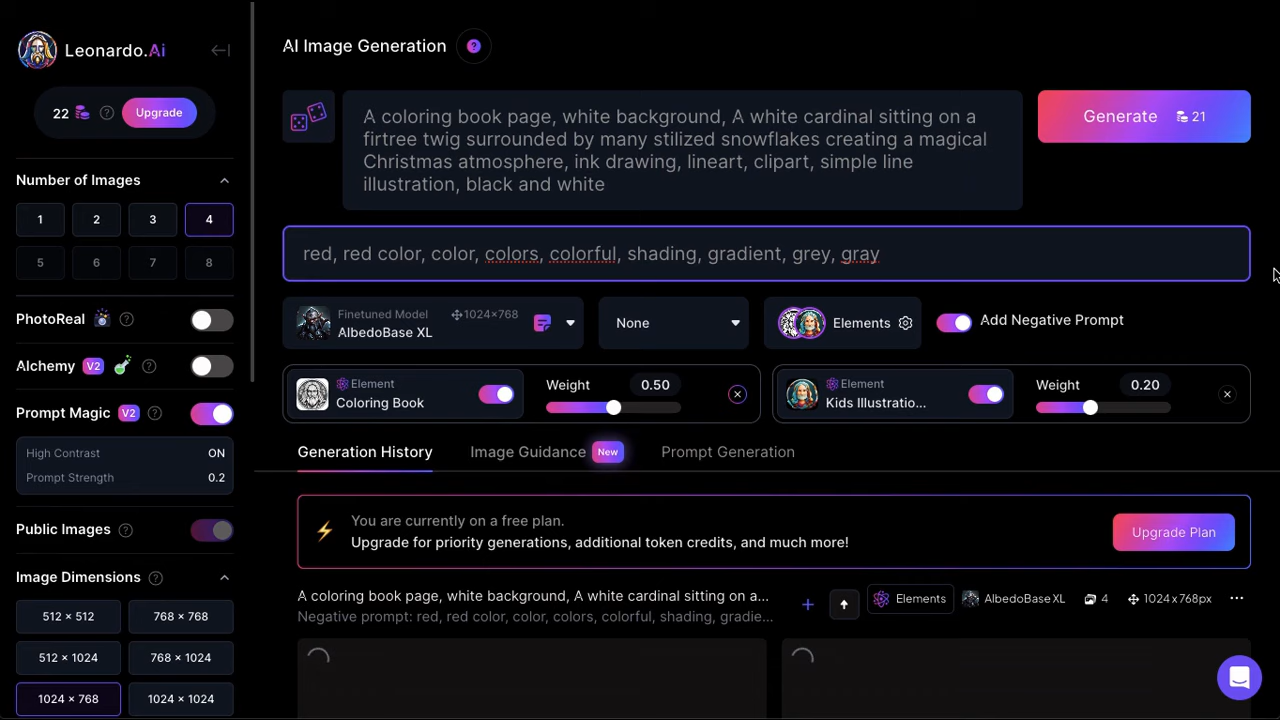 Leonardo.Ai
22
Upgrade
Number of Images
1
2
3
4
5
6
7
8
PhotoReal
Alchemy V2
Prompt Magic V2
High Contrast ON
Prompt Strength 0.2
Public Images
Image Dimensions
512 × 512
768 × 768
512 × 1024
768 × 1024
1024 × 768
1024 × 1024
AI Image Generation ?
A coloring book page, white background, A white cardinal sitting on a
firtree twig surrounded by many stilized snowflakes creating a magical
Christmas atmosphere, ink drawing, lineart, clipart, simple line
illustration, black and white
Generate 21
red, red color, color, colors, colorful, shading, gradient, grey, gray
Finetuned Model 1024×768
AlbedoBase XL
None
Elements
Add Negative Prompt
Element
Coloring Book
Weight 0.50
Element
Kids Illustratio...
Weight 0.20
Generation History
Image Guidance New
Prompt Generation
You are currently on a free plan.
Upgrade for priority generations, additional token credits, and much more!
Upgrade Plan
A coloring book page, white background, A white cardinal sitting on a...
Negative prompt: red, red color, color, colors, colorful, shading, gradie...
Elements
AlbedoBase XL
4
1024x768px